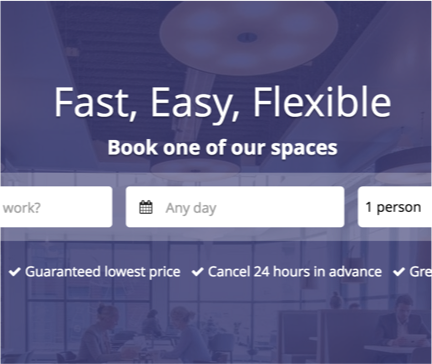 Fast, Easy, Flexible
Book one of our spaces
work?
Any day
1 person
✔ Guaranteed lowest price ✔ Cancel 24 hours in advance ✔ Gre